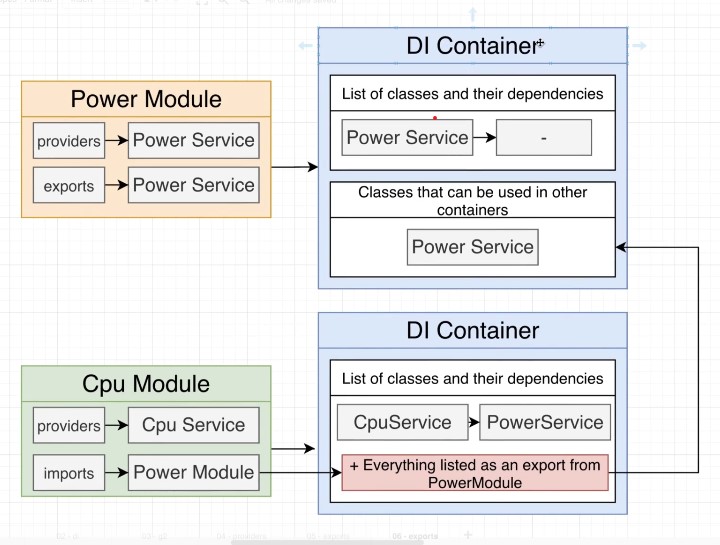 Power Module
providers
Power Service
exports
Power Service
DI Container
List of classes and their dependencies
Power Service
-
Classes that can be used in other
containers
Power Service
Cpu Module
providers
Cpu Service
imports
Power Module
DI Container
List of classes and their dependencies
CpuService
PowerService
+ Everything listed as an export from
PowerModule
06 - exports